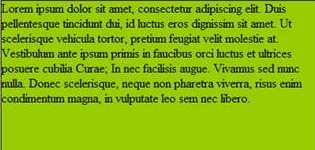 Lorem ipsum dolor sit amet, consectetur adipiscing elit. Duis
pellentesque tincidunt dui, id luctus eros dignissim sit amet. Ut
scelerisque vehicula tortor, pretium feugiat velit molestie at.
Vestibulum ante ipsum primis in faucibus orci luctus et ultrices
posuere cubilia Curae; In nec facilisis augue. Vivamus sed nunc
nulla. Donec scelerisque, neque non pharetra viverra, risus enim
condimentum magna, in vulputate leo sem nec libero.